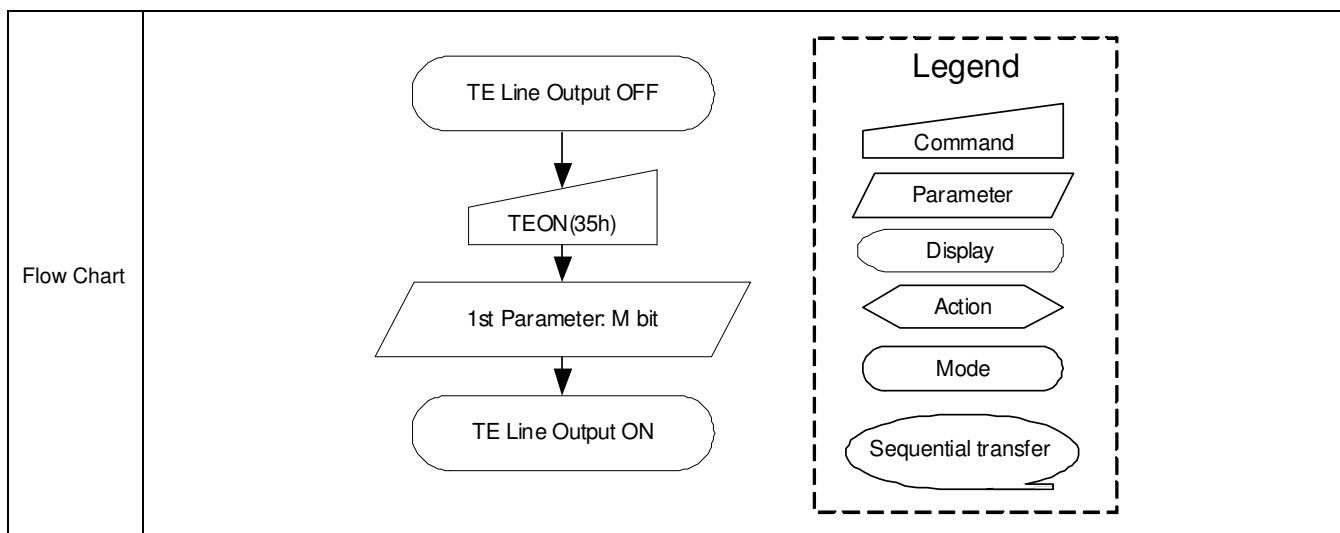 Flow Chart
TE Line Output OFF
TEON(35h)
1st Parameter: M bit
TE Line Output ON
Legend
Command
Parameter
Display
Action
Mode
Sequential transfer